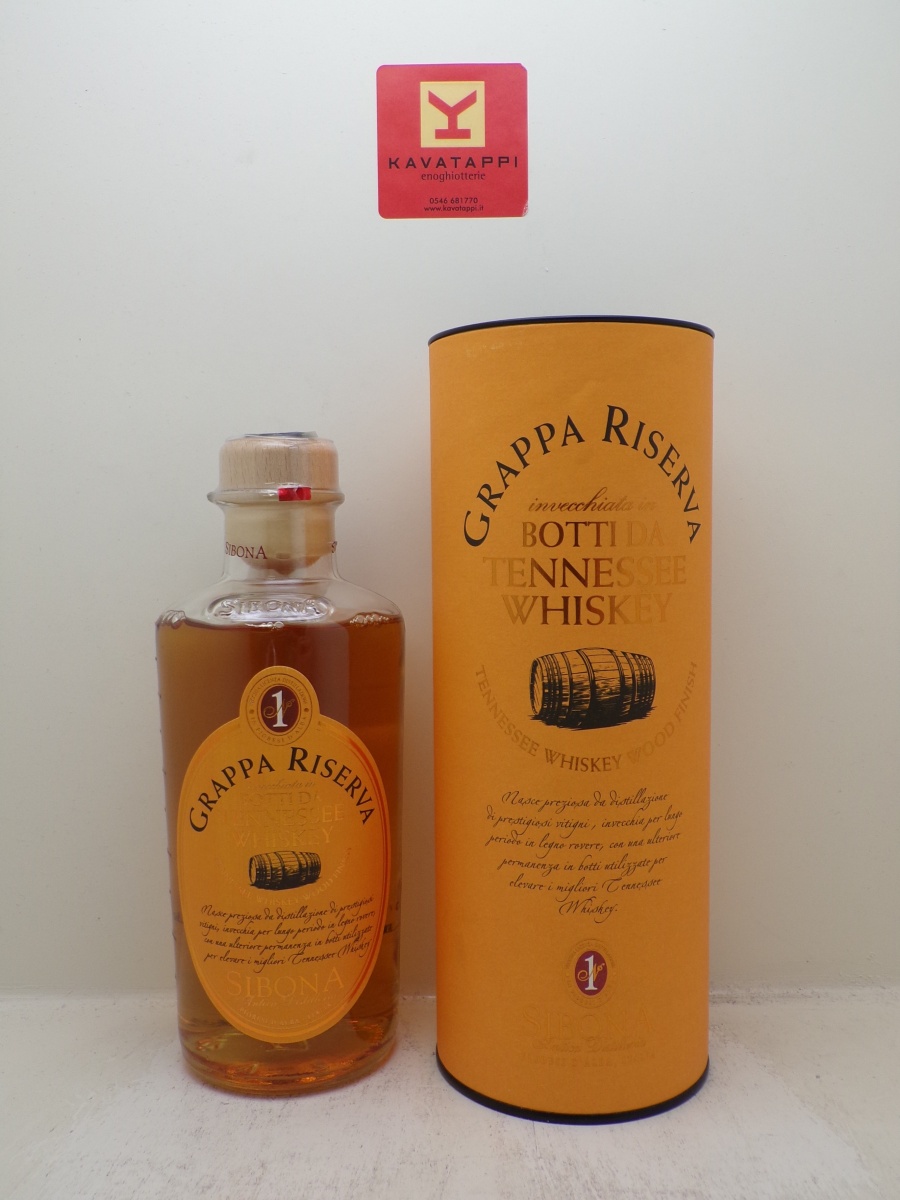 KAVATAPPI
enoghiotterie
0546 681770
www.kavatappi.it
GRAPPA RISERVA
invecchiata in
BOTTI DA
TENNESSEE
WHISKEY
TENNESSEE WHISKEY WOOD FINISH
Nasce preziosa da distillazione
di prestigiosi vitigni, invecchia per lungo
periodo in legno rovere, con una ulteriore
permanenza in botti utilizzate per
elevare i migliori Tennessee
Whiskey.
1
SIBONA
SIBONA
SIBONA
1
GRAPPA RISERVA
WHISKEY
Nasce preziosa da distillazione di prestigiosi
vitigni, invecchia per lungo periodo in legno rovere,
con una ulteriore permanenza in botti utilizzate
per elevare i migliori Tennessee Whiskey
SIBONA